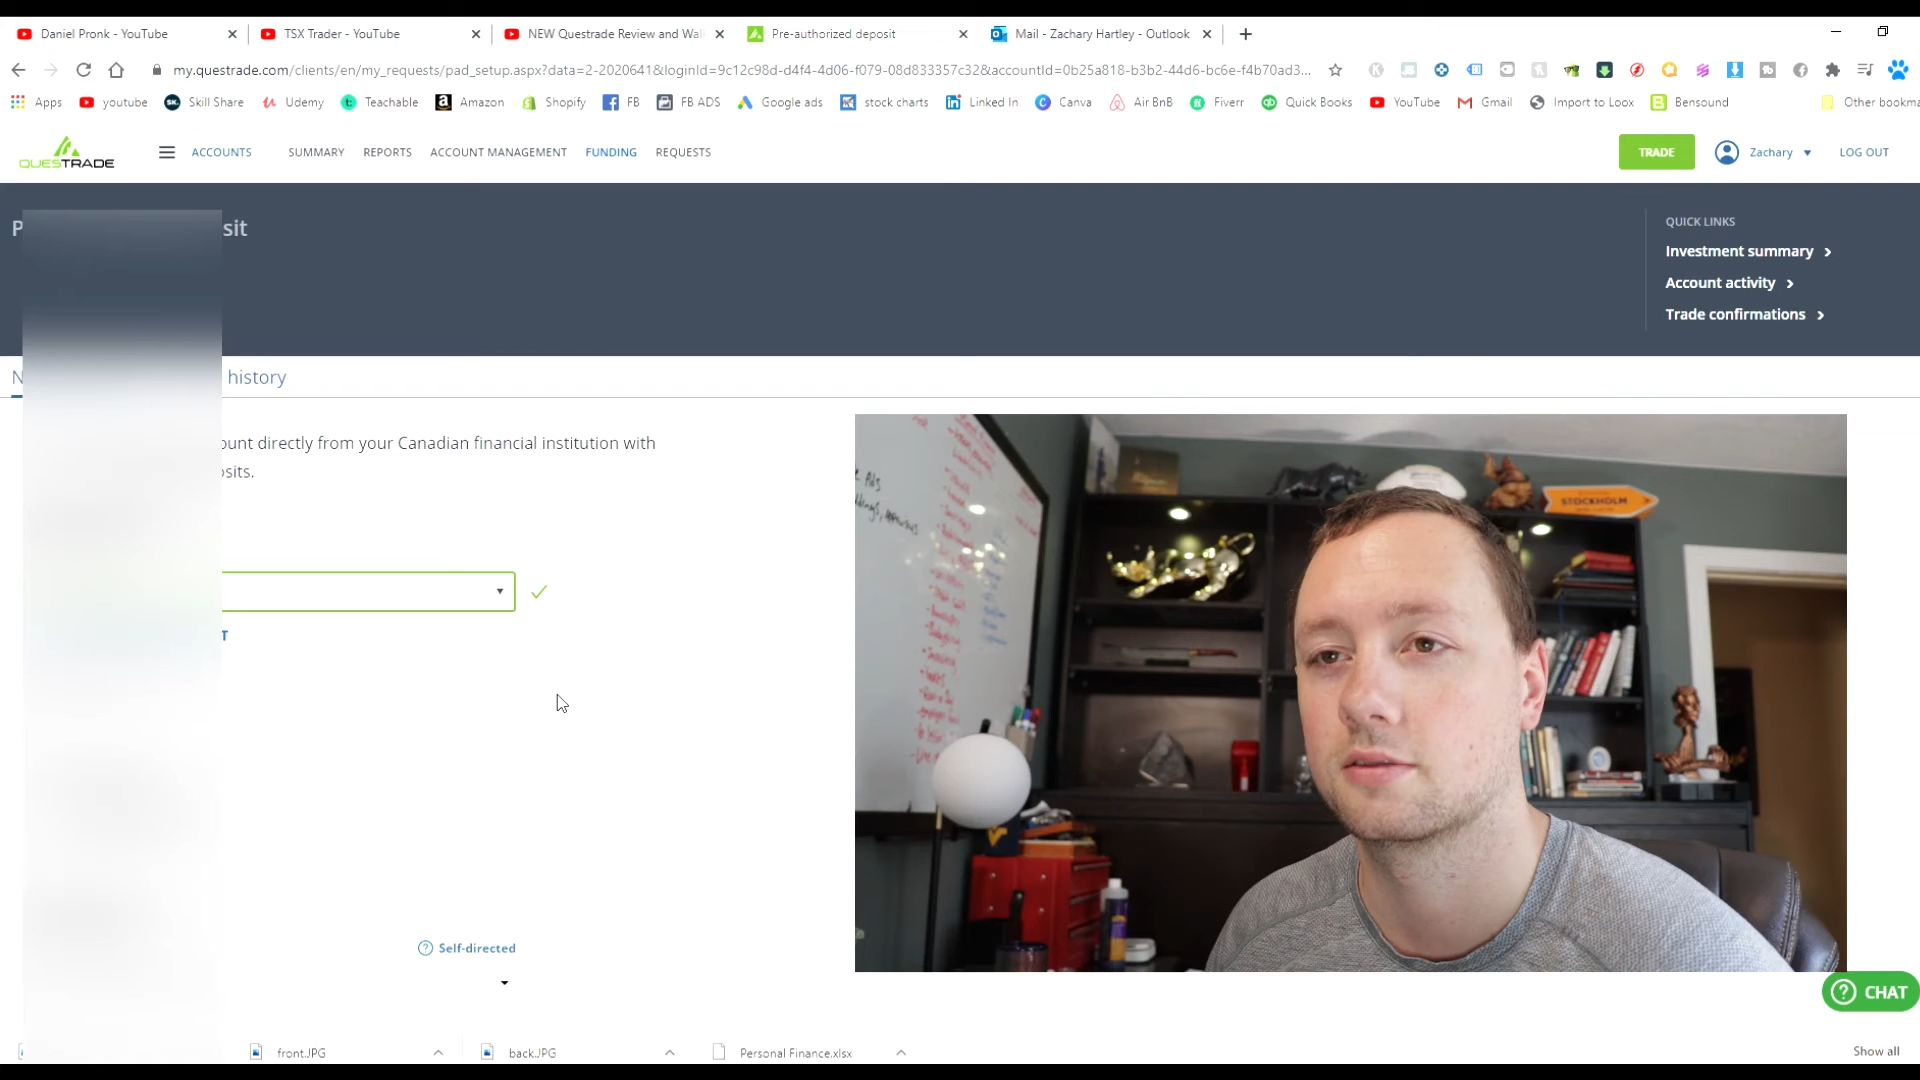 Daniel Pronk - YouTube
TSX Trader - YouTube
NEW Questrade Review and Wal
Pre-authorized deposit
Mail - Zachary Hartley - Outlook
my.questrade.com/clients/en/my_requests/pad_setup.aspx?data=2-2020641&loginId=9c12c98d-d4f4-4d06-f079-08d833357c32&accountId=0b25a818-b3b2-44d6-bc6e-f4b70ad3...
Apps
youtube
Skill Share
Udemy
Teachable
Amazon
Shopify
FB
FB ADS
Google ads
stock charts
Linked In
Canva
Air BnB
Fiverr
Quick Books
YouTube
Gmail
Import to Loox
Bensound
Other bookma
QUESTRADE
ACCOUNTS
SUMMARY
REPORTS
ACCOUNT MANAGEMENT
FUNDING
REQUESTS
TRADE
Zachary
LOG OUT
P sit
QUICK LINKS
Investment summary
Account activity
Trade confirmations
N history
ount directly from your Canadian financial institution with
osits.
T
STOCKHOLM
Self-directed
CHAT
front.JPG
back.JPG
Personal Finance.xlsx
Show all